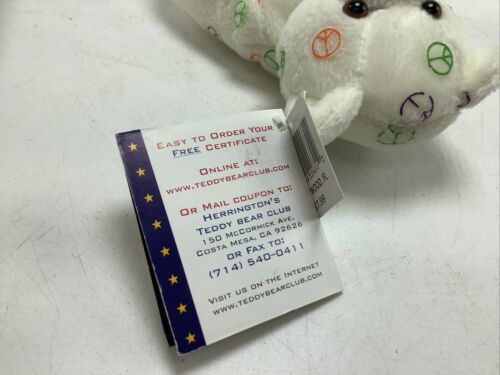 Easy to Order Your
Free Certificate
Online at:
www.teddybearclub.com
Or Mail coupon to:
Herrington's
Teddy bear club
150 McCormick Ave.
Costa Mesa, CA 92626
or Fax to:
(714) 540-0411
Visit us on the Internet
www.teddybearclub.com